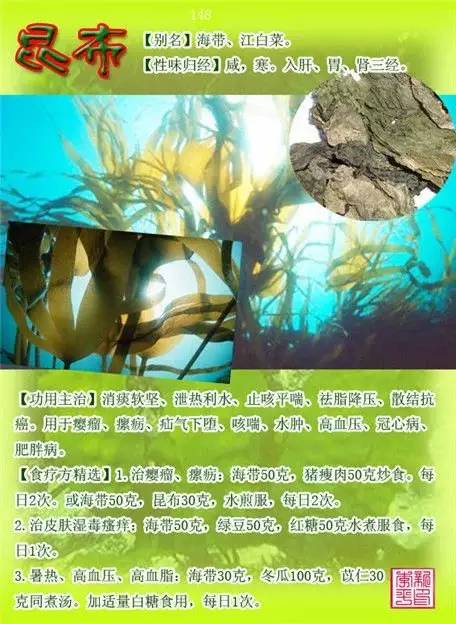 148
昆布
【别名】海带、江白菜。
【性味归经】咸，寒。入肝、胃、肾三经。
【功用主治】消痰软坚、泄热利水、止咳平喘、祛脂降压、散结抗
癌。用于瘿瘤、瘰疬、疝气下堕、咳喘、水肿、高血压、冠心病、
肥胖病。
【食疗方精选】1.治瘿瘤、瘰疬：海带50克，猪瘦肉50克炒食。每
日2次。或海带50克，昆布30克，水煎服，每日2次。
2.治皮肤湿毒瘙痒：海带50克，绿豆50克，红糖50克水煮服食，每
日1次。
3.暑热、高血压、高血脂：海带30克，冬瓜100克，苡仁30
克同煮汤。加适量白糖食用，每日1次。